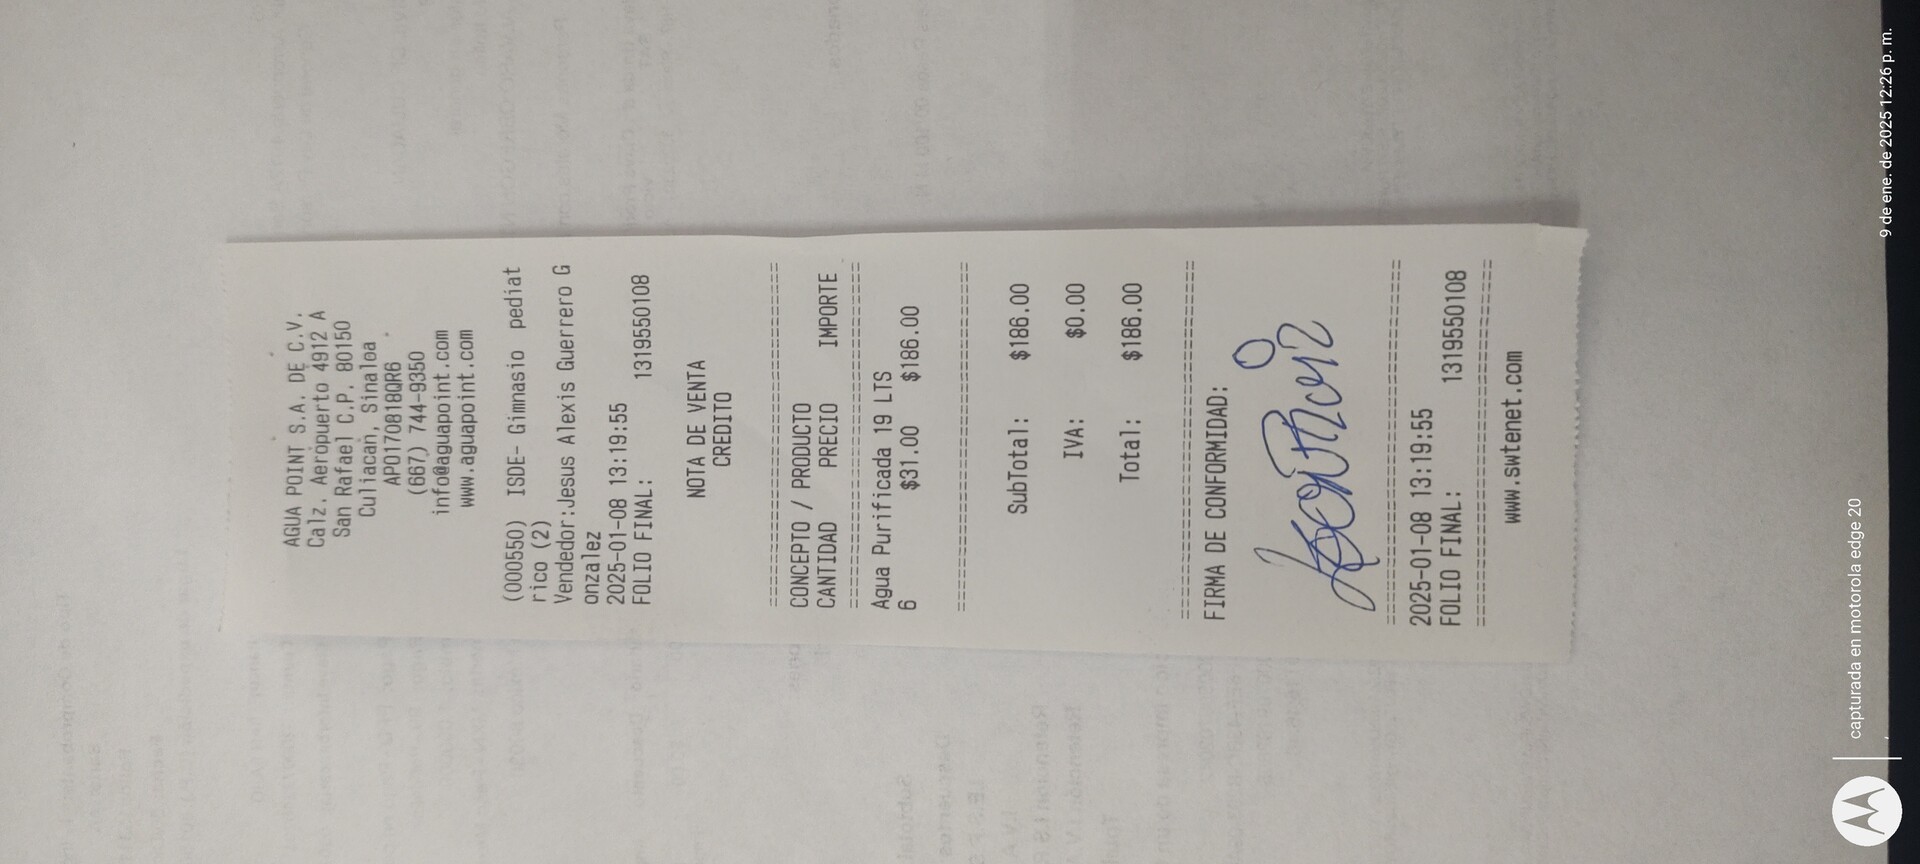 AGUA POINT S.A. DE C.V.
Calz. Aeropuerto 4912 A
San Rafael C.P. 80150
Culiacan, Sinaloa
APO170818QR6
(667) 744-9350
info@aguapoint.com
www.aguapoint.com
(000550) ISDE- Gimnasio pediat
rico (2)
Vendedor:Jesus Alexis Guerrero G
onzalez
2025-01-08 13:19:55
FOLIO FINAL: 1319550108
NOTA DE VENTA
CREDITO
CONCEPTO / PRODUCTO
CANTIDAD PRECIO IMPORTE
Agua Purificada 19 LTS
6 $31.00 $186.00
SubTotal: $186.00
IVA: $0.00
Total: $186.00
FIRMA DE CONFORMIDAD:
2025-01-08 13:19:55
FOLIO FINAL: 1319550108
www.swtenet.com
capturada en motorola edge 20
9 de ene. de 2025 12:26 p. m.